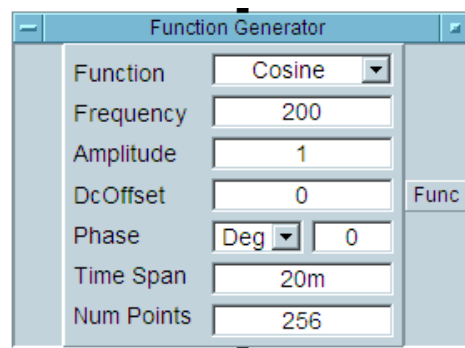 Function Generator
Function Cosine
Frequency 200
Amplitude 1
DcOffset 0 Func
Phase Deg 0
Time Span 20m
Num Points 256